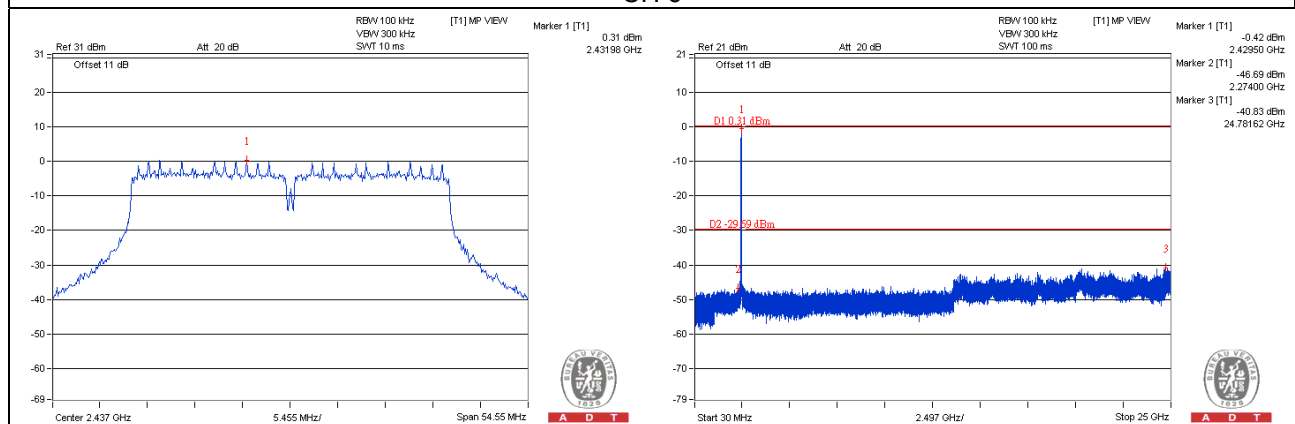 RBW 100 kHz [T1] MP VIEW
VBW 300 kHz
SWT 10 ms
Ref 31 dBm Att 20 dB
Offset 11 dB
Marker 1 [T1]
0.31 dBm
2.43198 GHz
31
20
10
0
-10
-20
-30
-40
-50
-60
-69
1
Center 2.437 GHz 5.455 MHz/ Span 54.55 MHz
BUREAU VERITAS
1828
A D T
RBW 100 kHz [T1] MP VIEW
VBW 300 kHz
SWT 100 ms
Ref 21 dBm Att 20 dB
Offset 11 dB
Marker 1 [T1]
-0.42 dBm
2.42950 GHz
Marker 2 [T1]
-46.69 dBm
2.27400 GHz
Marker 3 [T1]
-40.83 dBm
24.78162 GHz
21
10
0
-10
-20
-30
-40
-50
-60
-70
-79
1
D1 0.31 dBm
D2 -29.69 dBm
2
3
Start 30 MHz 2.497 GHz/ Stop 25 GHz
BUREAU VERITAS
1828
A D T